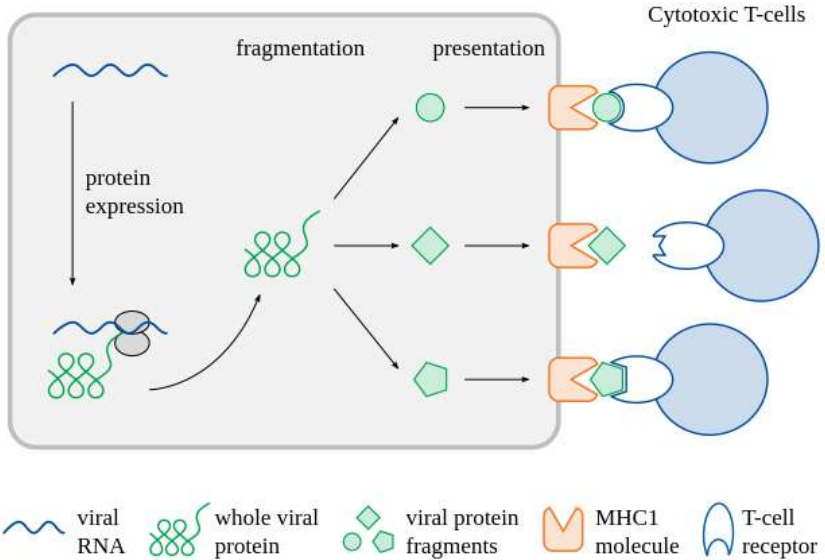 Cytotoxic T-cells
fragmentation
presentation
protein
expression
viral
RNA
whole viral
protein
viral protein
fragments
MHC1
molecule
T-cell
receptor